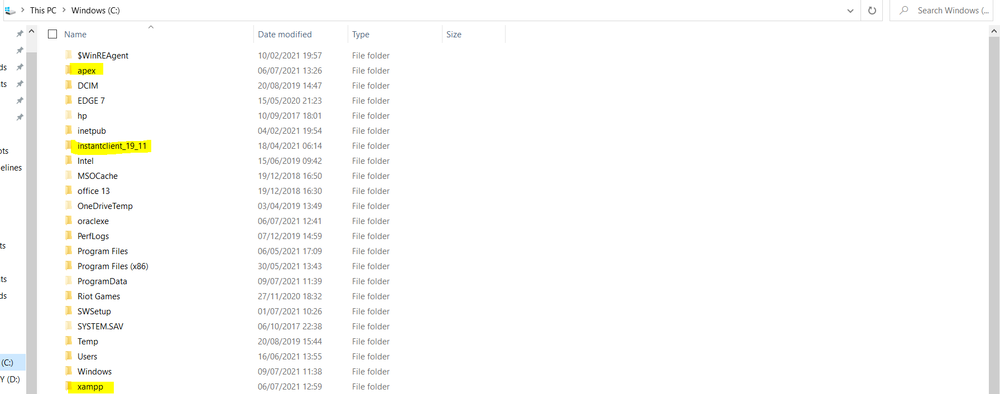 This PC > Windows (C:)
Search Windows (...
Name Date modified Type Size
$WinREAgent 10/02/2021 19:57 File folder
apex 06/07/2021 13:26 File folder
ds
DCIM 20/08/2019 14:47 File folder
ts
EDGE 7 15/05/2020 21:23 File folder
hp 10/09/2017 18:01 File folder
inetpub 04/02/2021 19:54 File folder
instantclient_19_11 18/04/2021 06:14 File folder
ots
Intel 15/06/2019 09:42 File folder
elines
MSOCache 19/12/2018 16:50 File folder
office 13 19/12/2018 16:30 File folder
OneDriveTemp 03/04/2019 13:49 File folder
oraclexe 06/07/2021 12:41 File folder
PerfLogs 07/12/2019 14:59 File folder
ts
Program Files 06/05/2021 17:09 File folder
Program Files (x86) 30/05/2021 13:43 File folder
nts
ProgramData 09/07/2021 11:39 File folder
ds
Riot Games 27/11/2020 18:32 File folder
SWSetup 01/07/2021 10:26 File folder
SYSTEM.SAV 06/10/2017 22:38 File folder
Temp 20/08/2019 15:44 File folder
Users 16/06/2021 13:55 File folder
(C:)
Windows 09/07/2021 11:38 File folder
Y (D:)
xampp 06/07/2021 12:59 File folder